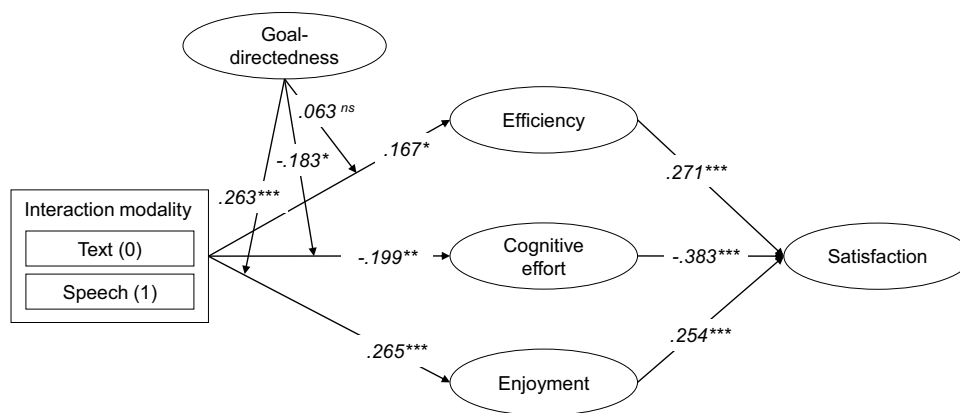 Goal-
directedness
.063 ns
Efficiency
-.183*
.167*
.271***
.263***
Interaction modality
Text (0)
Speech (1)
-.199**
Cognitive
effort
-.383***
Satisfaction
.265***
.254***
Enjoyment